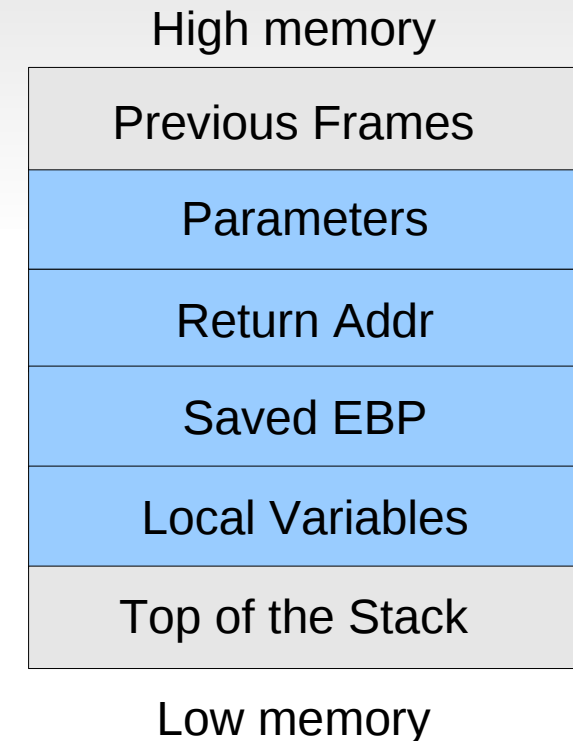 High memory
Previous Frames
Parameters
Return Addr
Saved EBP
Local Variables
Top of the Stack
Low memory